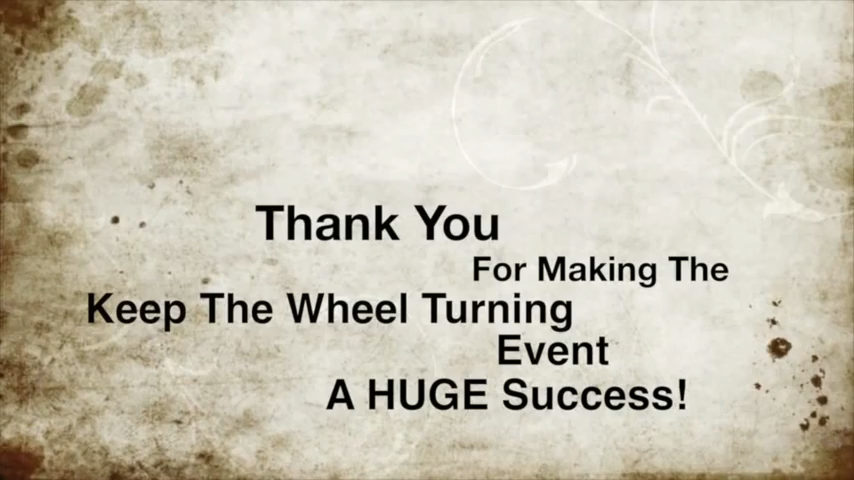 Thank You
For Making The
Keep The Wheel Turning
Event
A HUGE Success!